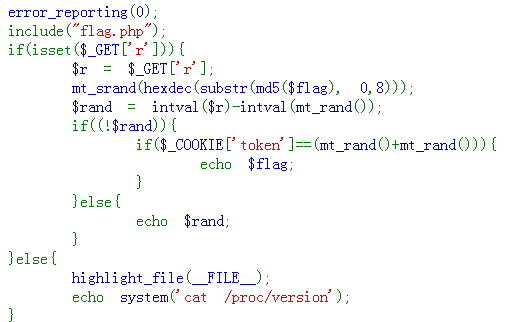 error_reporting(0);
include("flag.php");
if(isset($_GET['r'])){
$r = $_GET['r'];
mt_srand(hexdec(substr(md5($flag), 0,8)));
$rand = intval($r)-intval(mt_rand());
if((!$rand)){
if($_COOKIE['token']==(mt_rand()+mt_rand())){
echo $flag;
}
}else{
echo $rand;
}
}else{
highlight_file(__FILE__);
echo system('cat /proc/version');
}